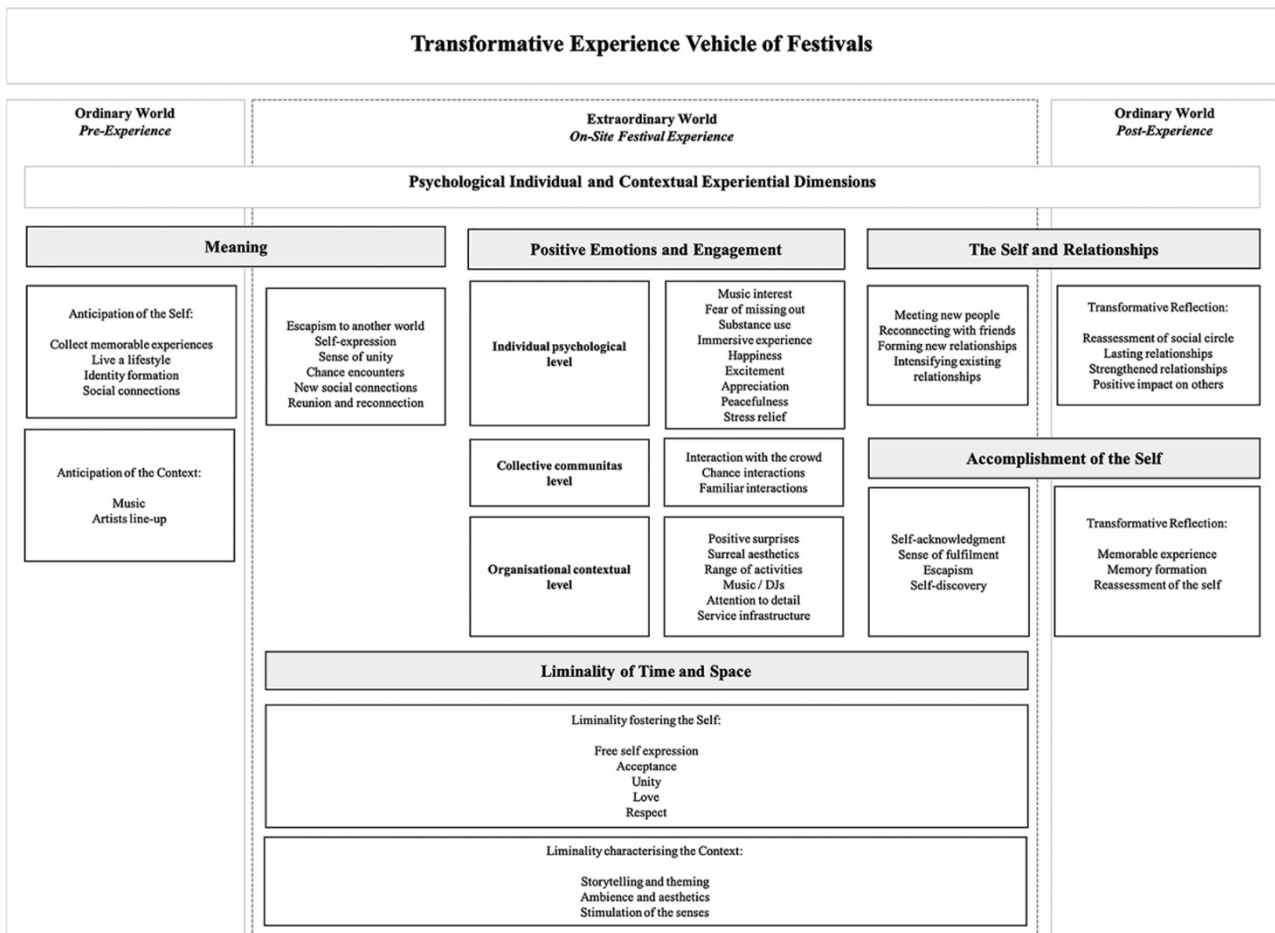 Transformative Experience Vehicle of Festivals
Ordinary World
Pre-Experience
Extraordinary World
On-Site Festival Experience
Ordinary World
Post-Experience
Psychological Individual and Contextual Experiential Dimensions
Meaning
Anticipation of the Self:
Collect memorable experiences
Live a lifestyle
Identity formation
Social connections
Anticipation of the Context:
Music
Artists line-up
Escapism to another world
Self-expression
Sense of unity
Chance encounters
New social connections
Reunion and reconnection
Positive Emotions and Engagement
Individual psychological
level
Music interest
Fear of missing out
Substance use
Immersive experience
Happiness
Excitement
Appreciation
Peacefulness
Stress relief
Collective communitas
level
Interaction with the crowd
Chance interactions
Familiar interactions
Organisational contextual
level
Positive surprises
Surreal aesthetics
Range of activities
Music / DJs
Attention to detail
Service infrastructure
The Self and Relationships
Meeting new people
Reconnecting with friends
Forming new relationships
Intensifying existing
relationships
Transformative Reflection:
Reassessment of social circle
Lasting relationships
Strengthened relationships
Positive impact on others
Accomplishment of the Self
Self-acknowledgment
Sense of fulfilment
Escapism
Self-discovery
Transformative Reflection:
Memorable experience
Memory formation
Reassessment of the self
Liminality of Time and Space
Liminality fostering the Self:
Free self expression
Acceptance
Unity
Love
Respect
Liminality characterising the Context:
Storytelling and theming
Ambience and aesthetics
Stimulation of the senses